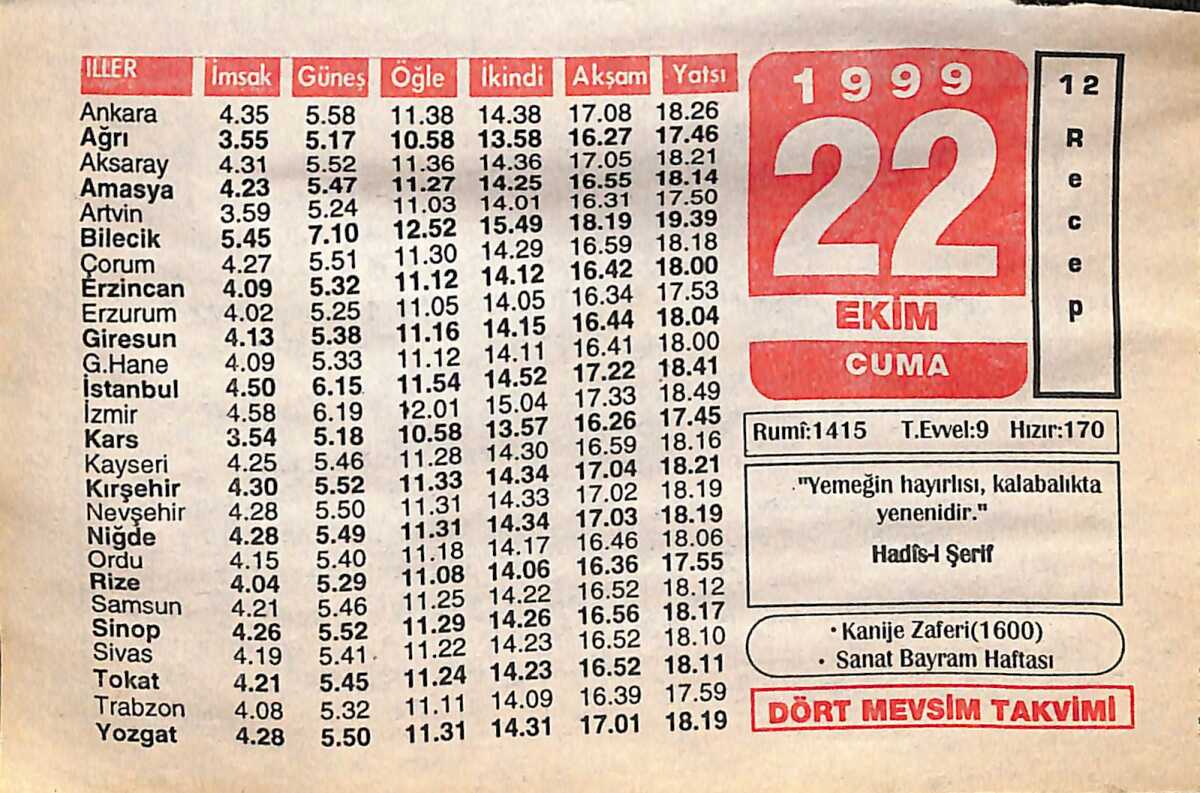 İLLER İmsak Güneş Öğle İkindi Akşam Yatsı
Ankara 4.35 5.58 11.38 14.38 17.08 18.26
Ağrı 3.55 5.17 10.58 13.58 16.27 17.46
Aksaray 4.31 5.52 11.36 14.36 17.05 18.21
Amasya 4.23 5.47 11.27 14.25 16.55 18.14
Artvin 3.59 5.24 11.03 14.01 16.31 17.50
Bilecik 5.45 7.10 12.52 15.49 18.19 19.39
Çorum 4.27 5.51 11.30 14.29 16.59 18.18
Erzincan 4.09 5.32 11.12 14.12 16.42 18.00
Erzurum 4.02 5.25 11.05 14.05 16.34 17.53
Giresun 4.13 5.38 11.16 14.15 16.44 18.04
G.Hane 4.09 5.33 11.12 14.11 16.41 18.00
İstanbul 4.50 6.15 11.54 14.52 17.22 18.41
İzmir 4.58 6.19 12.01 15.04 17.33 18.49
Kars 3.54 5.18 10.58 13.57 16.26 17.45
Kayseri 4.25 5.46 11.28 14.30 16.59 18.16
Kırşehir 4.30 5.52 11.33 14.34 17.04 18.21
Nevşehir 4.28 5.50 11.31 14.33 17.02 18.19
Niğde 4.28 5.49 11.31 14.34 17.03 18.19
Ordu 4.15 5.40 11.18 14.17 16.46 18.06
Rize 4.04 5.29 11.08 14.06 16.36 17.55
Samsun 4.21 5.46 11.25 14.22 16.52 18.12
Sinop 4.26 5.52 11.29 14.26 16.56 18.17
Sivas 4.19 5.41 11.22 14.23 16.52 18.10
Tokat 4.21 5.45 11.24 14.23 16.52 18.11
Trabzon 4.08 5.32 11.11 14.09 16.39 17.59
Yozgat 4.28 5.50 11.31 14.31 17.01 18.19
1999
22
EKİM
CUMA
12
R
e
c
e
p
Rumî:1415 T.Evvel:9 Hızır:170
"Yemeğin hayırlısı, kalabalıkta
yenenidir."
Hadîs-i Şerif
• Kanije Zaferi(1600)
• Sanat Bayram Haftası
DÖRT MEVSİM TAKVİMİ